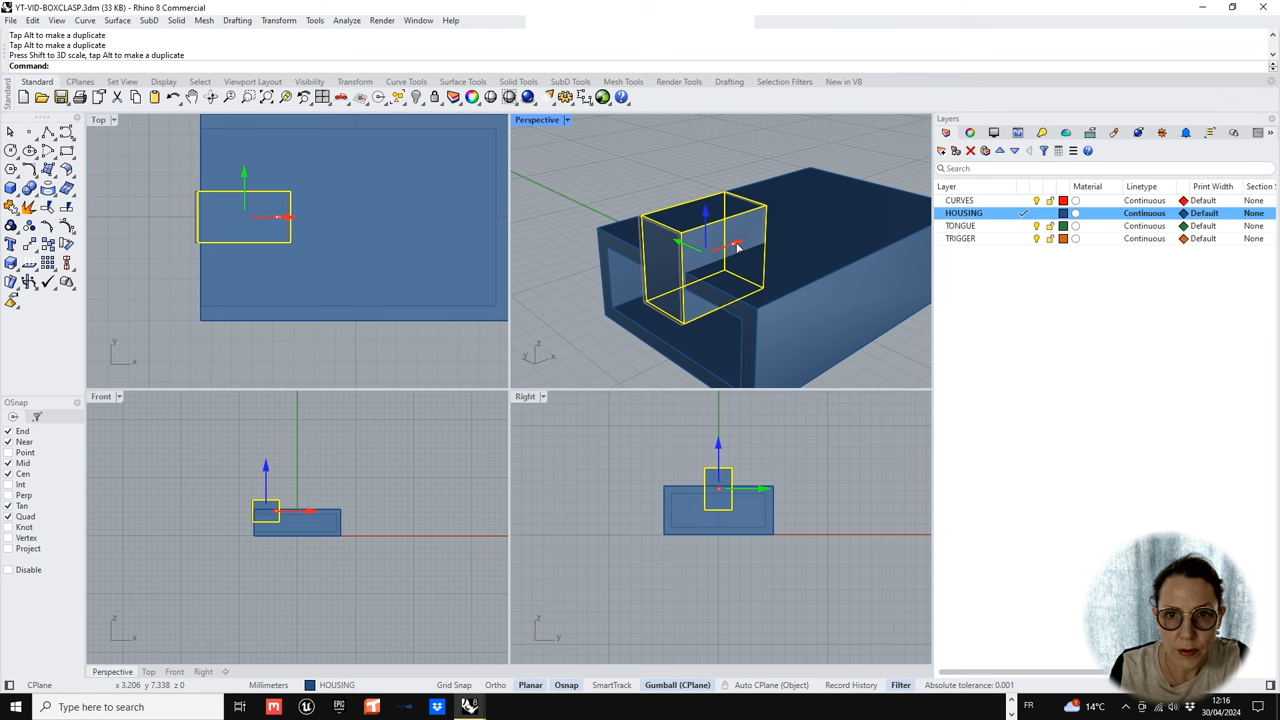 YT-VID-BOXCLASP.3dm (33 KB) - Rhino 8 Commercial
File Edit View Curve Surface SubD Solid Mesh Drafting Transform Tools Analyze Render Window Help
Tap Alt to make a duplicate
Tap Alt to make a duplicate
Press Shift to 3D scale, tap Alt to make a duplicate
Command:
Standard CPlanes Set View Display Select Viewport Layout Visibility Transform Curve Tools Surface Tools Solid Tools SubD Tools Mesh Tools Render Tools Drafting Selection Filters New in V8
Standard
Top
Perspective
Layers
Search
Layer Material Linetype Print Width Section
CURVES Continuous Default None
HOUSING Continuous Default None
TONGUE Continuous Default None
TRIGGER Continuous Default None
y
x
z
y
x
Front
Right
z
x
z
y
OSnap
End
Near
Point
Mid
Cen
Int
Perp
Tan
Quad
Knot
Vertex
Project
Disable
Perspective Top Front Right
CPlane x 3.206 y 7.338 z 0 Millimeters HOUSING Grid Snap Ortho Planar Osnap SmartTrack Gumball (CPlane) Auto CPlane (Object) Record History Filter Absolute tolerance: 0.001
Type here to search
14°C
FR
12:16
30/04/2024